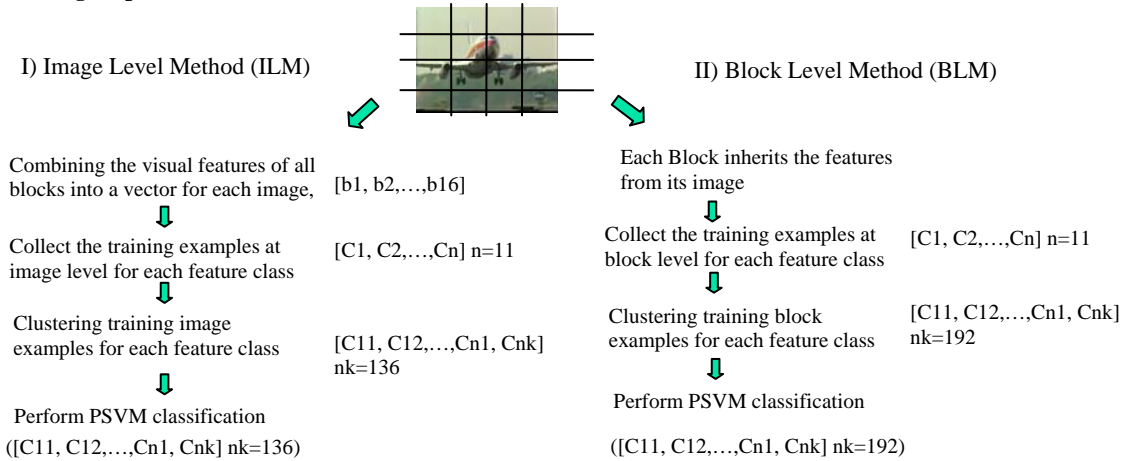 I) Image Level Method (ILM)
Combining the visual features of all
blocks into a vector for each image,
[b1, b2,…,b16]
Collect the training examples at
image level for each feature class
[C1, C2,…,Cn] n=11
Clustering training image
examples for each feature class
[C11, C12,…,Cn1, Cnk]
nk=136
Perform PSVM classification
([C11, C12,…,Cn1, Cnk] nk=136)
II) Block Level Method (BLM)
Each Block inherits the features
from its image
Collect the training examples at
block level for each feature class
[C1, C2,…,Cn] n=11
Clustering training block
examples for each feature class
[C11, C12,…,Cn1, Cnk]
nk=192
Perform PSVM classification
([C11, C12,…,Cn1, Cnk] nk=192)